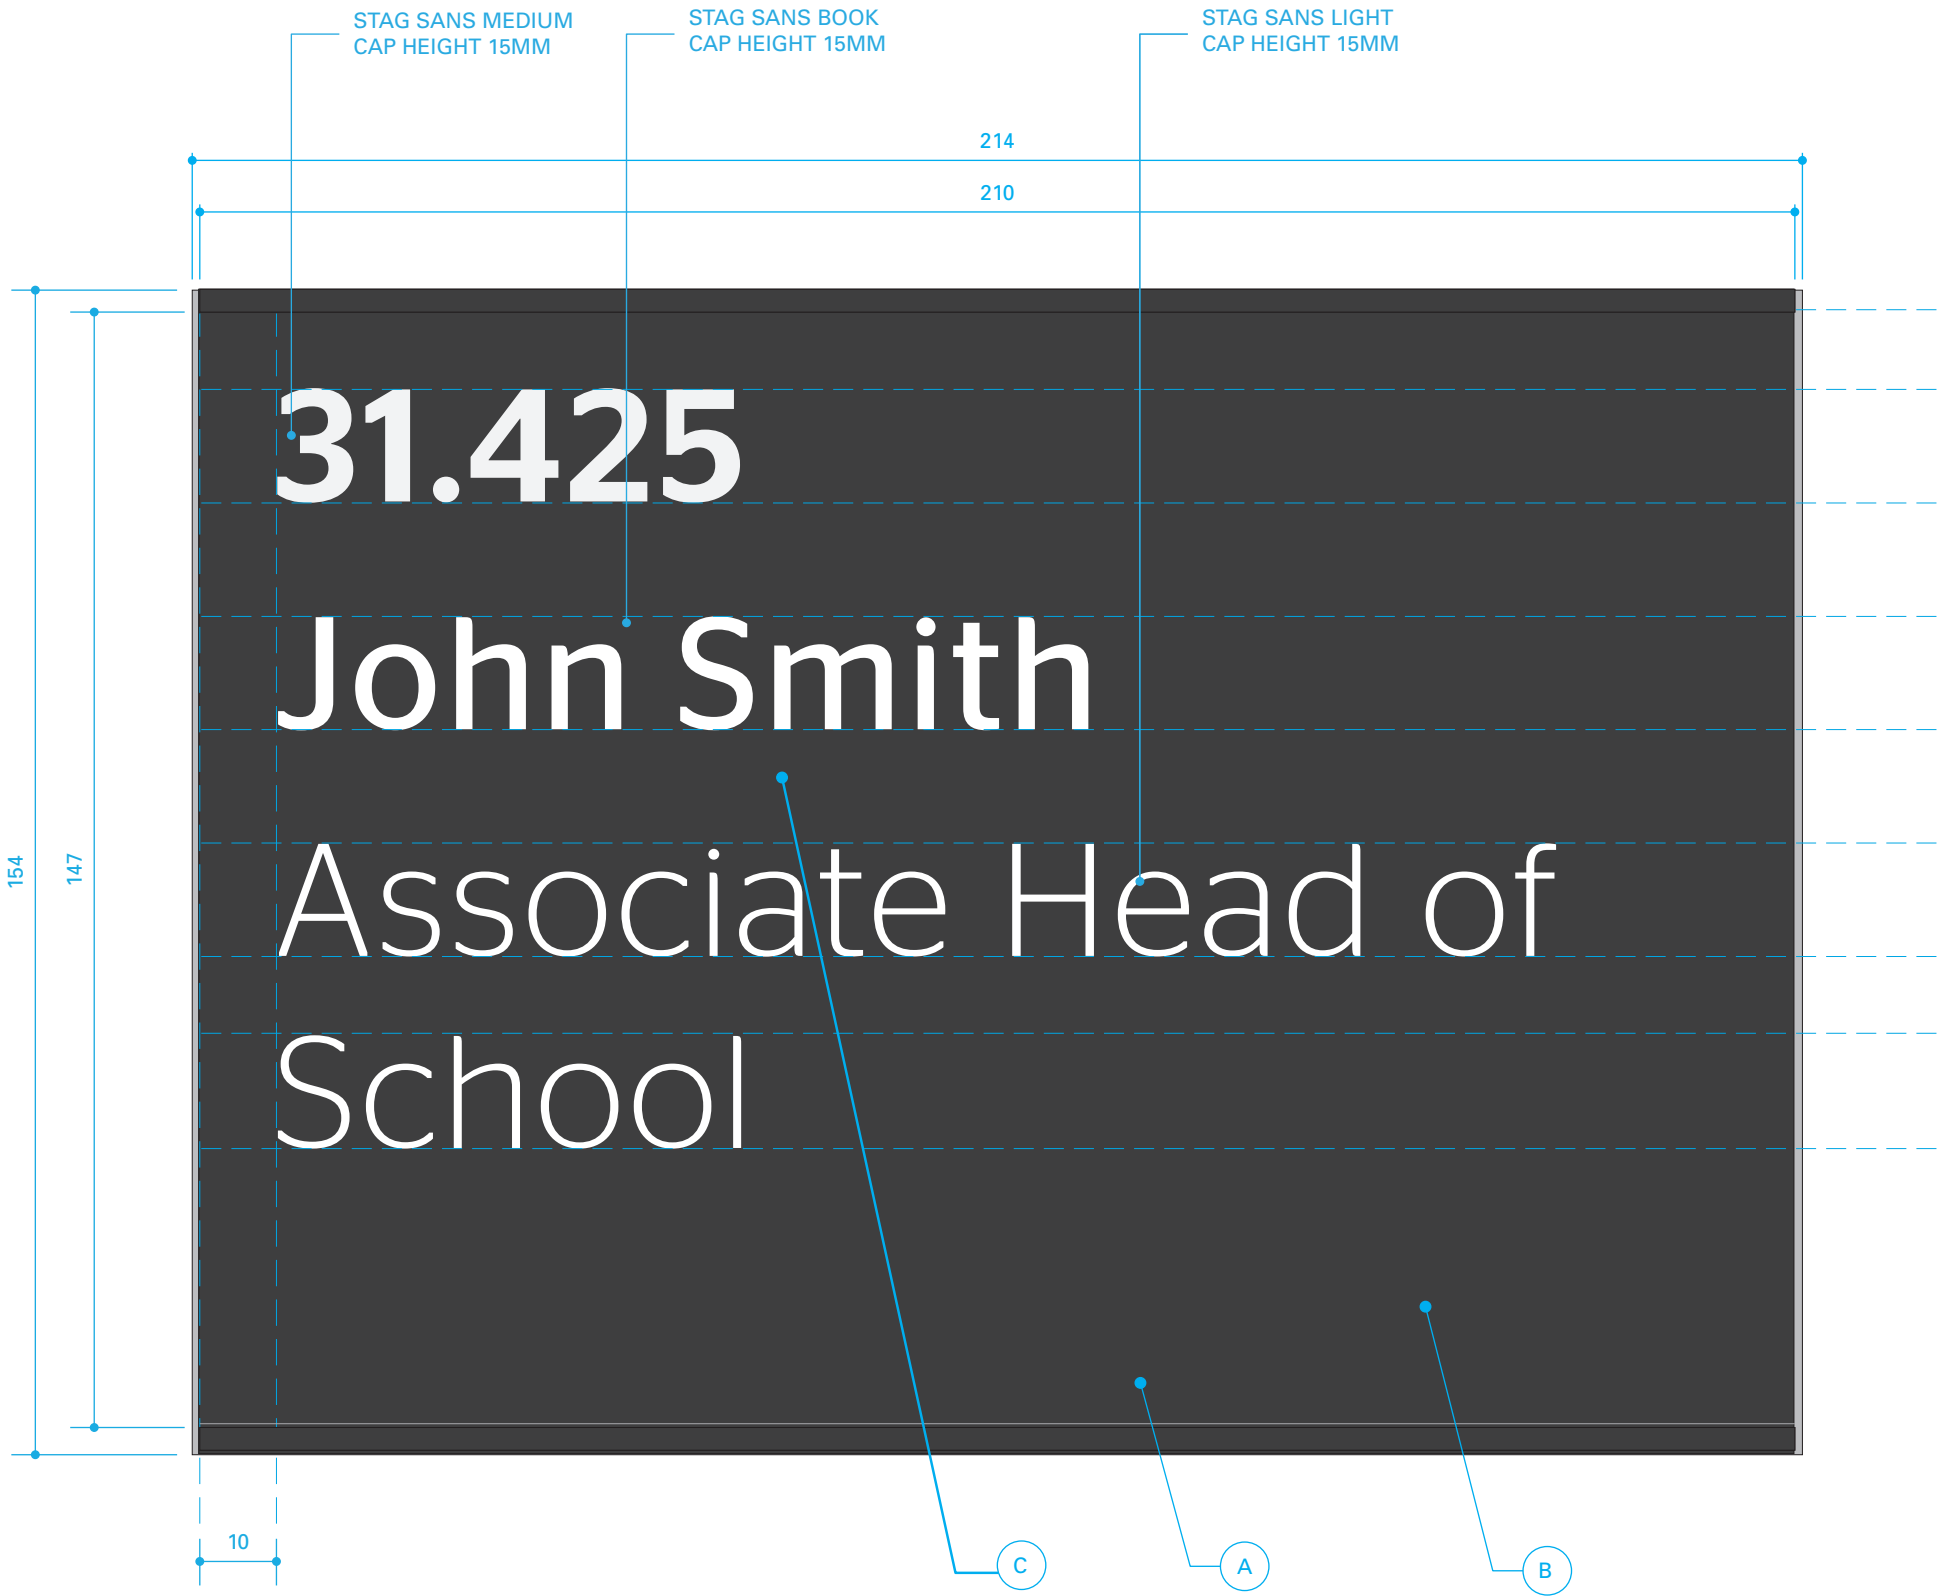 STAG SANS MEDIUM
CAP HEIGHT 15MM
STAG SANS BOOK
CAP HEIGHT 15MM
STAG SANS LIGHT
CAP HEIGHT 15MM
214
210
154
147
31.425
John Smith
Associate Head of
School
10
C
A
B